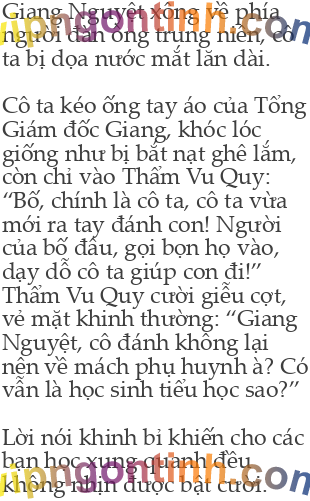 Giang Nguyệt xông về phía
người đàn ông trung niên, cô
ta bị dọa nước mắt lăn dài.
Cô ta kéo ống tay áo của Tổng
Giám đốc Giang, khóc lóc
giống như bị bắt nạt ghê lắm,
còn chỉ vào Thẩm Vu Quy:
“Bố, chính là cô ta, cô ta vừa
mới ra tay đánh con! Người
của bố đâu, gọi bọn họ vào,
dạy dỗ cô ta giúp con đi!”
Thẩm Vu Quy cười giễu cợt,
vẻ mặt khinh thường: “Giang
Nguyệt, cô đánh không lại
nên về mách phụ huynh à? Cô
vẫn là học sinh tiểu học sao?”
Lời nói khinh bỉ khiến cho các
bạn học xung quanh đều
không nhịn được bật cười.
vipngontinh.com
vipngontinh.com